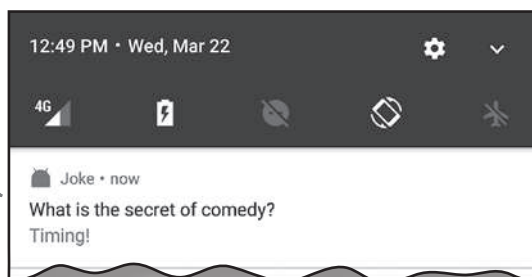 12:49 PM • Wed, Mar 22
4G
Joke • now
What is the secret of comedy?
Timing!